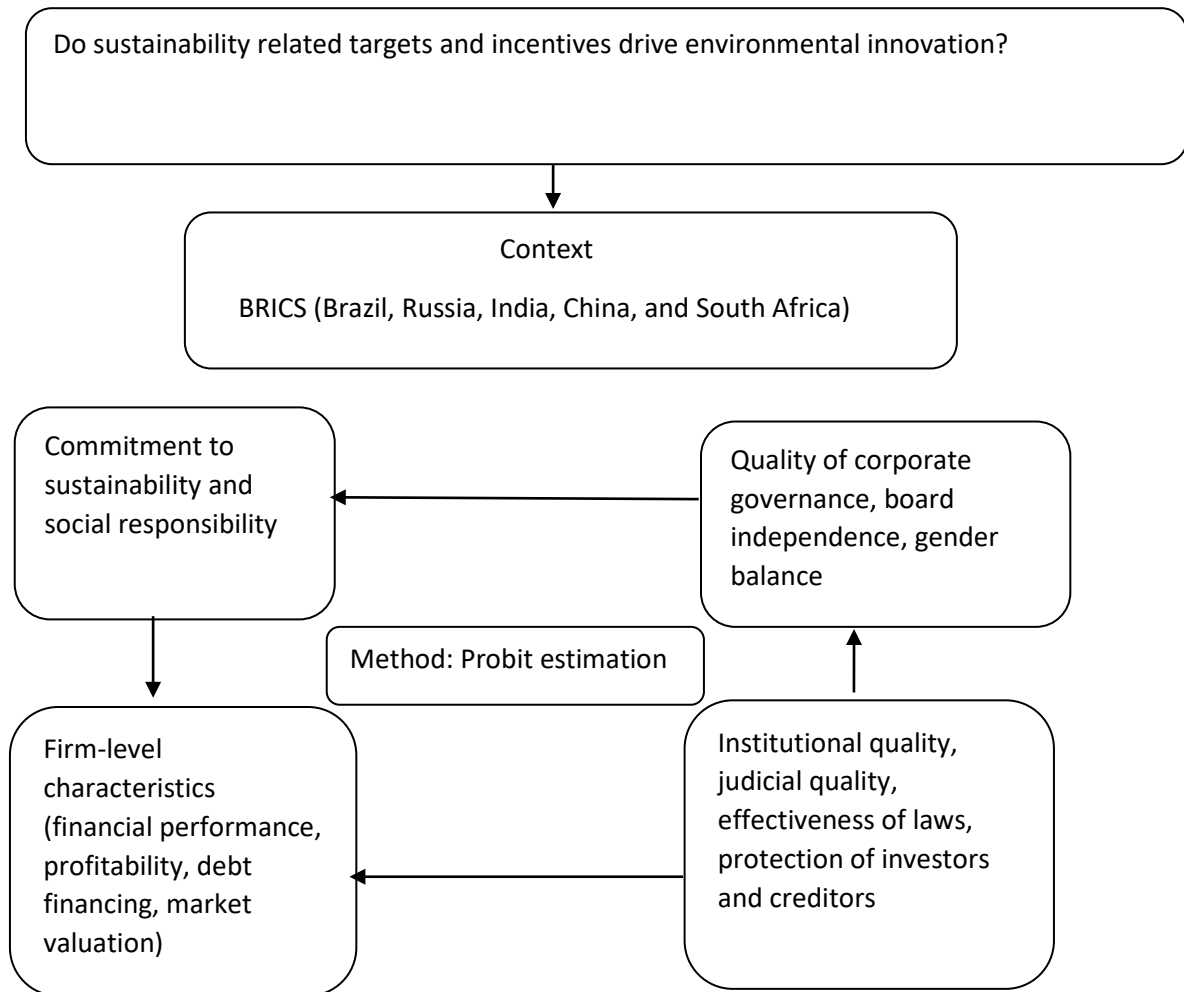 Do sustainability related targets and incentives drive environmental innovation?
Context
BRICS (Brazil, Russia, India, China, and South Africa)
Commitment to
sustainability and
social responsibility
Quality of corporate
governance, board
independence, gender
balance
Method: Probit estimation
Firm-level
characteristics
(financial performance,
profitability, debt
financing, market
valuation)
Institutional quality,
judicial quality,
effectiveness of laws,
protection of investors
and creditors